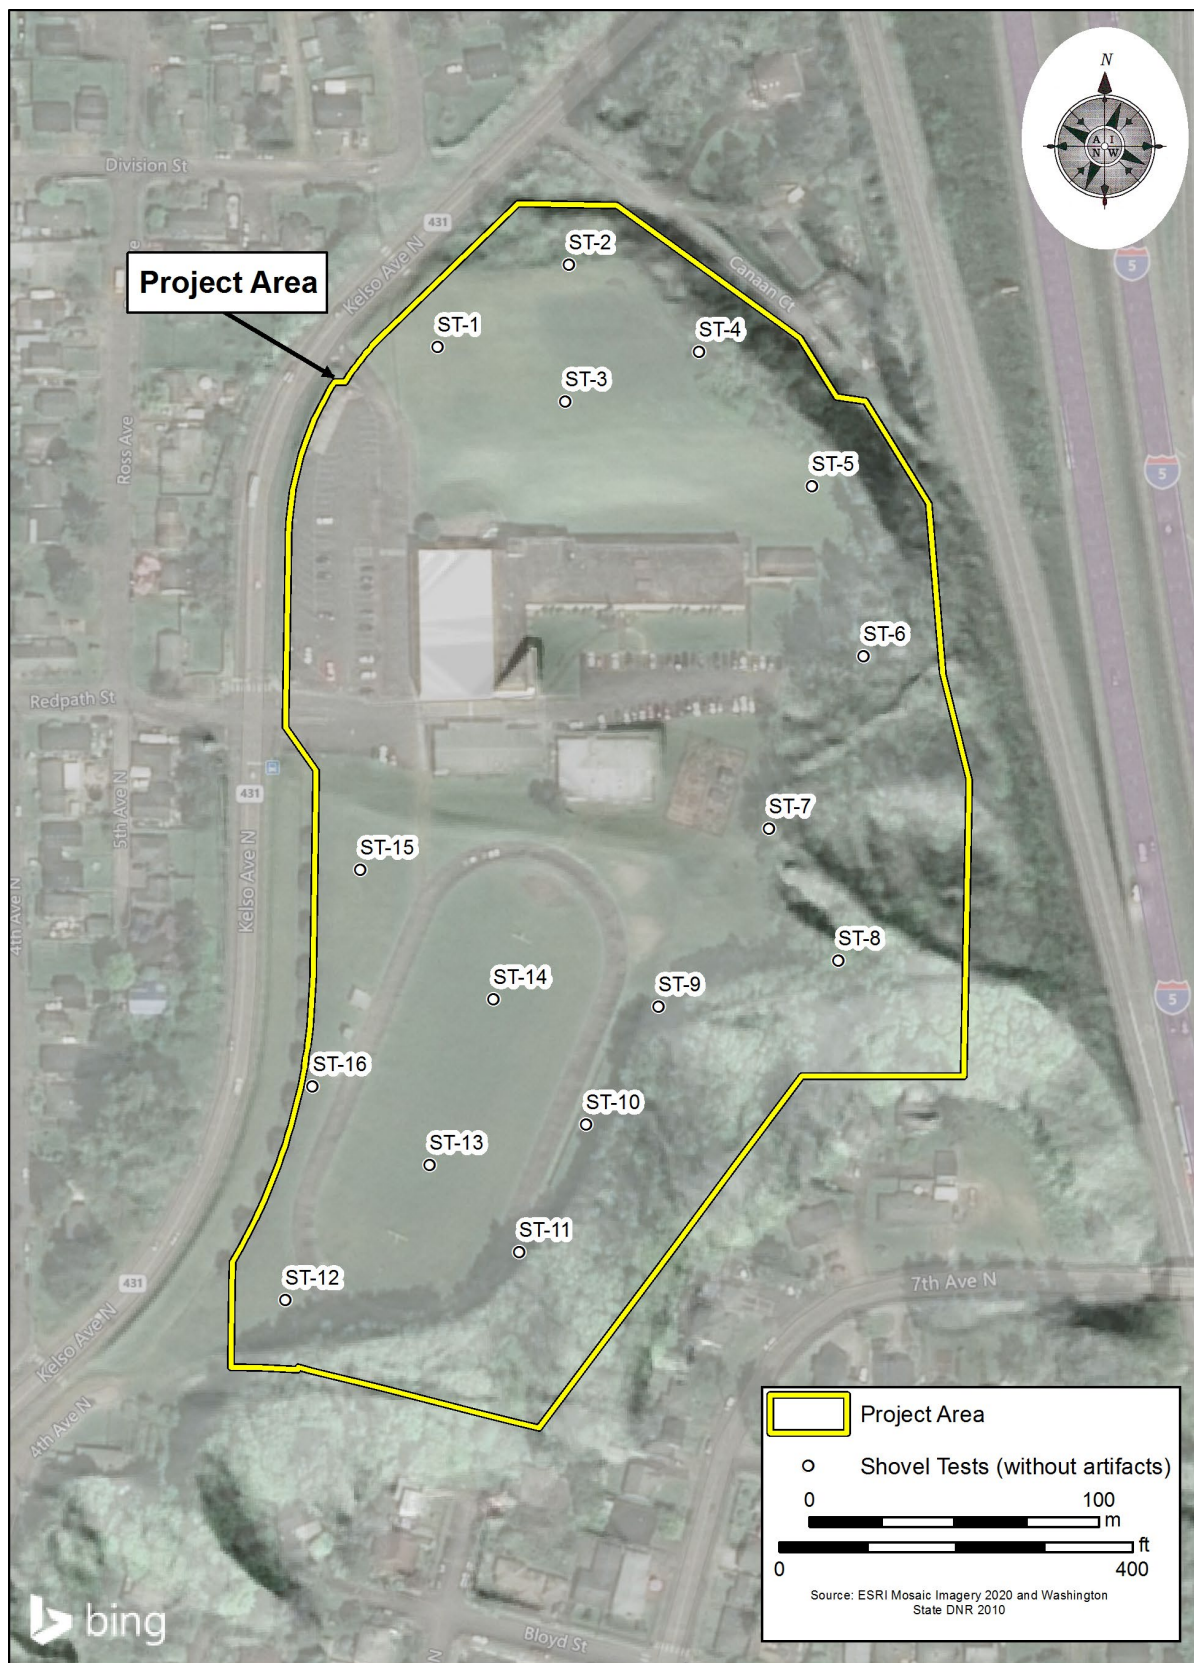 N
A I
N W
Division St
431
Kelso Ave N
Project Area
Ross Ave
Canaan Ct
5
ST-2
ST-1
ST-4
ST-3
5
ST-5
ST-6
Redpath St
5th Ave N
431
Kelso Ave N
4th Ave N
ST-7
ST-15
ST-8
ST-14
ST-9
5
ST-16
ST-10
ST-13
ST-11
ST-12
431
7th Ave N
Kelso Ave N
4th Ave N
Project Area
Shovel Tests (without artifacts)
0 100
m
ft
0 400
Source: ESRI Mosaic Imagery 2020 and Washington
State DNR 2010
bing
Bloyd St
N